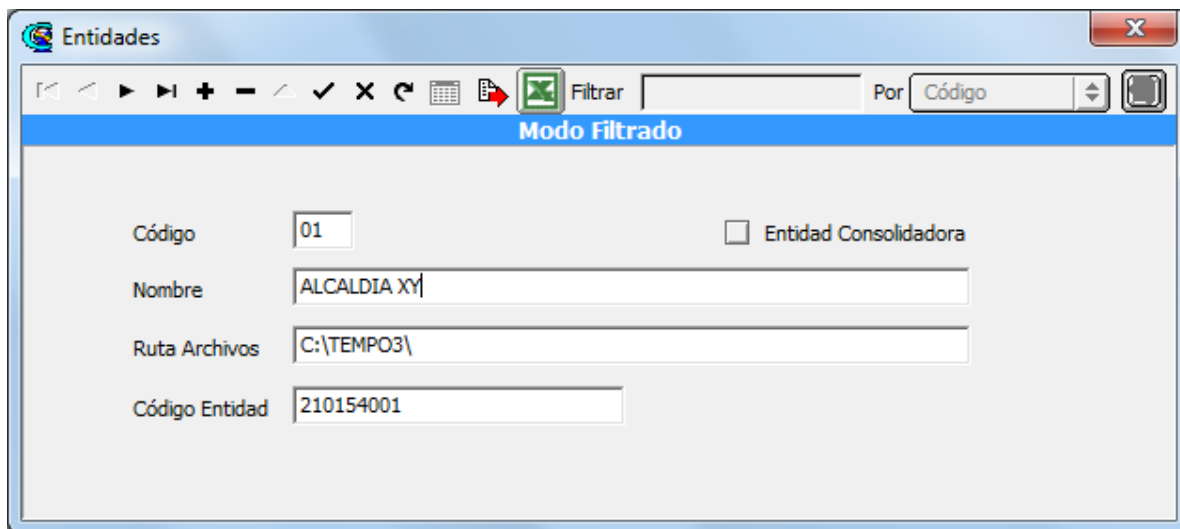 Entidades
Filtrar Por Código
Modo Filtrado
Código 01 Entidad Consolidadora
Nombre ALCALDIA XY
Ruta Archivos C:\TEMPO3\
Código Entidad 210154001